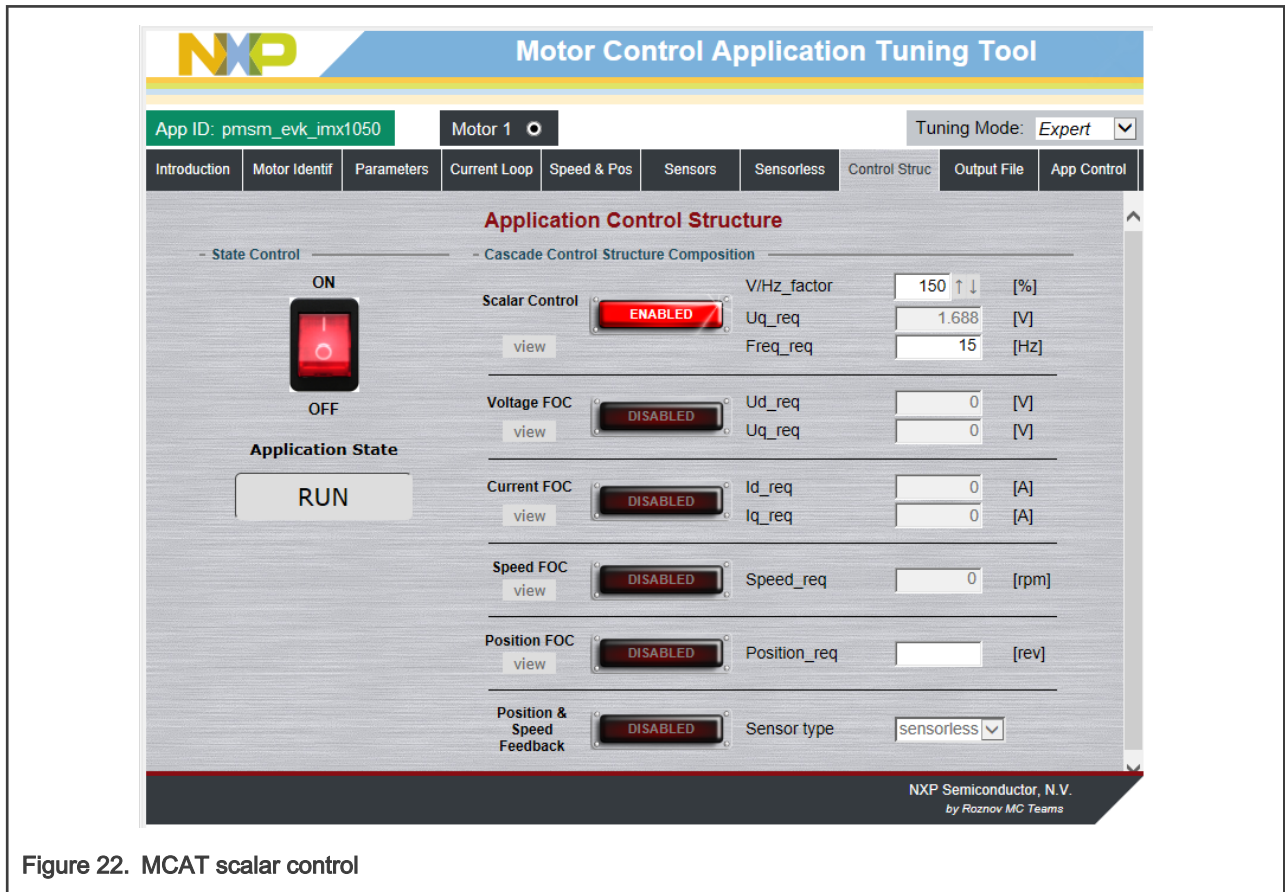 NXP
Motor Control Application Tuning Tool
App ID: pmsm_evk_imx1050
Motor 1
Tuning Mode: Expert
Introduction Motor Identif Parameters Current Loop Speed & Pos Sensors Sensorless Control Struc Output File App Control
Application Control Structure
- State Control
ON
OFF
Application State
RUN
- Cascade Control Structure Composition
Scalar Control
view
ENABLED
V/Hz_factor 150 ↑↓ [%]
Uq_req 1.688 [V]
Freq_req 15 [Hz]
Voltage FOC
view
DISABLED
Ud_req 0 [V]
Uq_req 0 [V]
Current FOC
view
DISABLED
Id_req 0 [A]
Iq_req 0 [A]
Speed FOC
view
DISABLED
Speed_req 0 [rpm]
Position FOC
view
DISABLED
Position_req [rev]
Position &
Speed
Feedback
DISABLED
Sensor type sensorless
NXP Semiconductor, N.V.
by Roznov MC Teams
Figure 22. MCAT scalar control